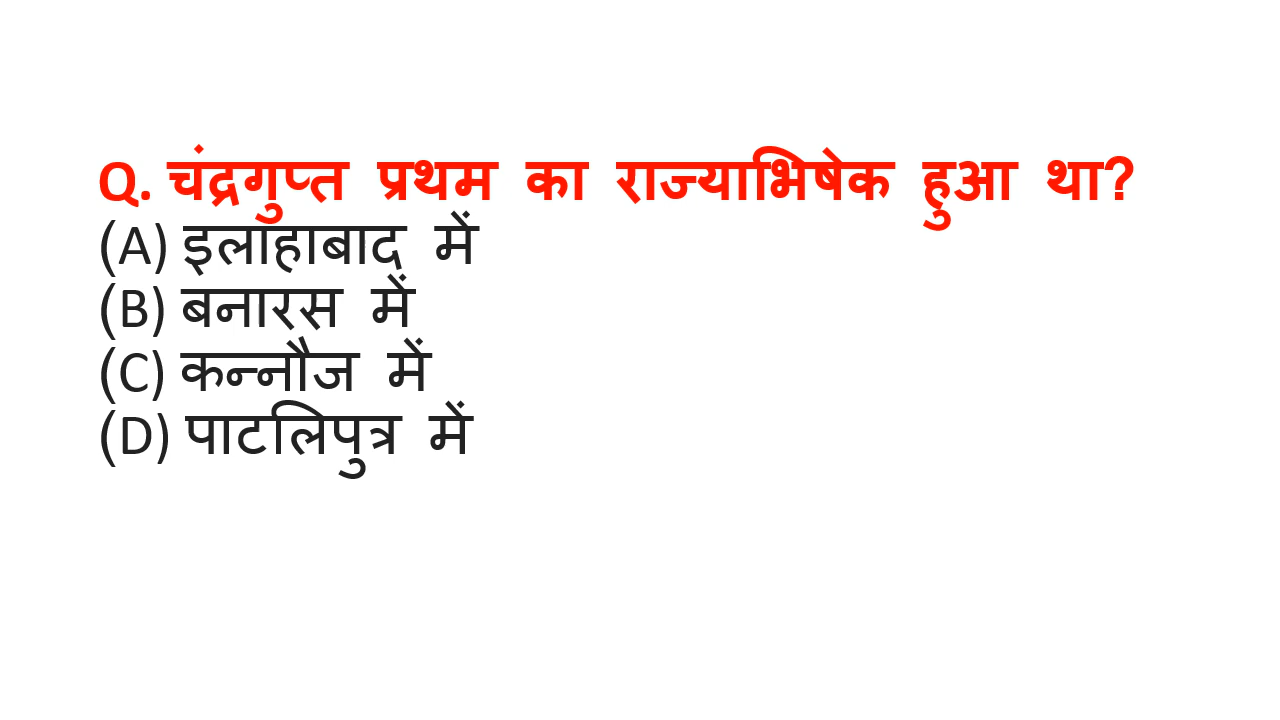 Q. चंद्रगुप्त प्रथम का राज्याभिषेक हुआ था?
(A) इलाहाबाद में
(B) बनारस में
(C) कन्नौज में
(D) पाटलिपुत्र में